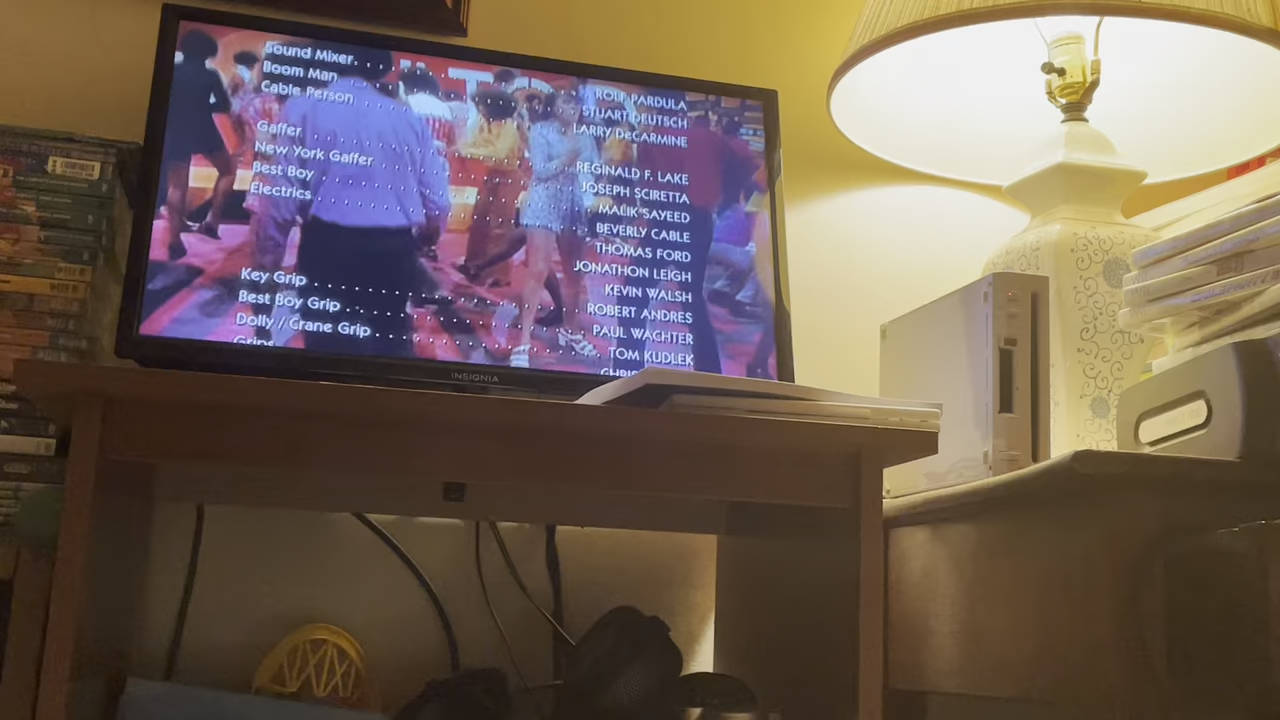 Sound Mixer. . . . ROLF PARDULA
Boom Man. . . . STUART DEUTSCH
Cable Person. . . . LARRY DeCARMINE
Gaffer . . . . REGINALD F. LAKE
New York Gaffer . . . . JOSEPH SCIRETTA
Best Boy . . . . MALIK SAYEED
Electrics . . . . BEVERLY CABLE
THOMAS FORD
JONATHON LEIGH
KEVIN WALSH
Key Grip . . . . ROBERT ANDRES
Best Boy Grip . . . . PAUL WACHTER
Dolly / Crane Grip . . . . TOM KUDLEK
Grips
INSIGNIA